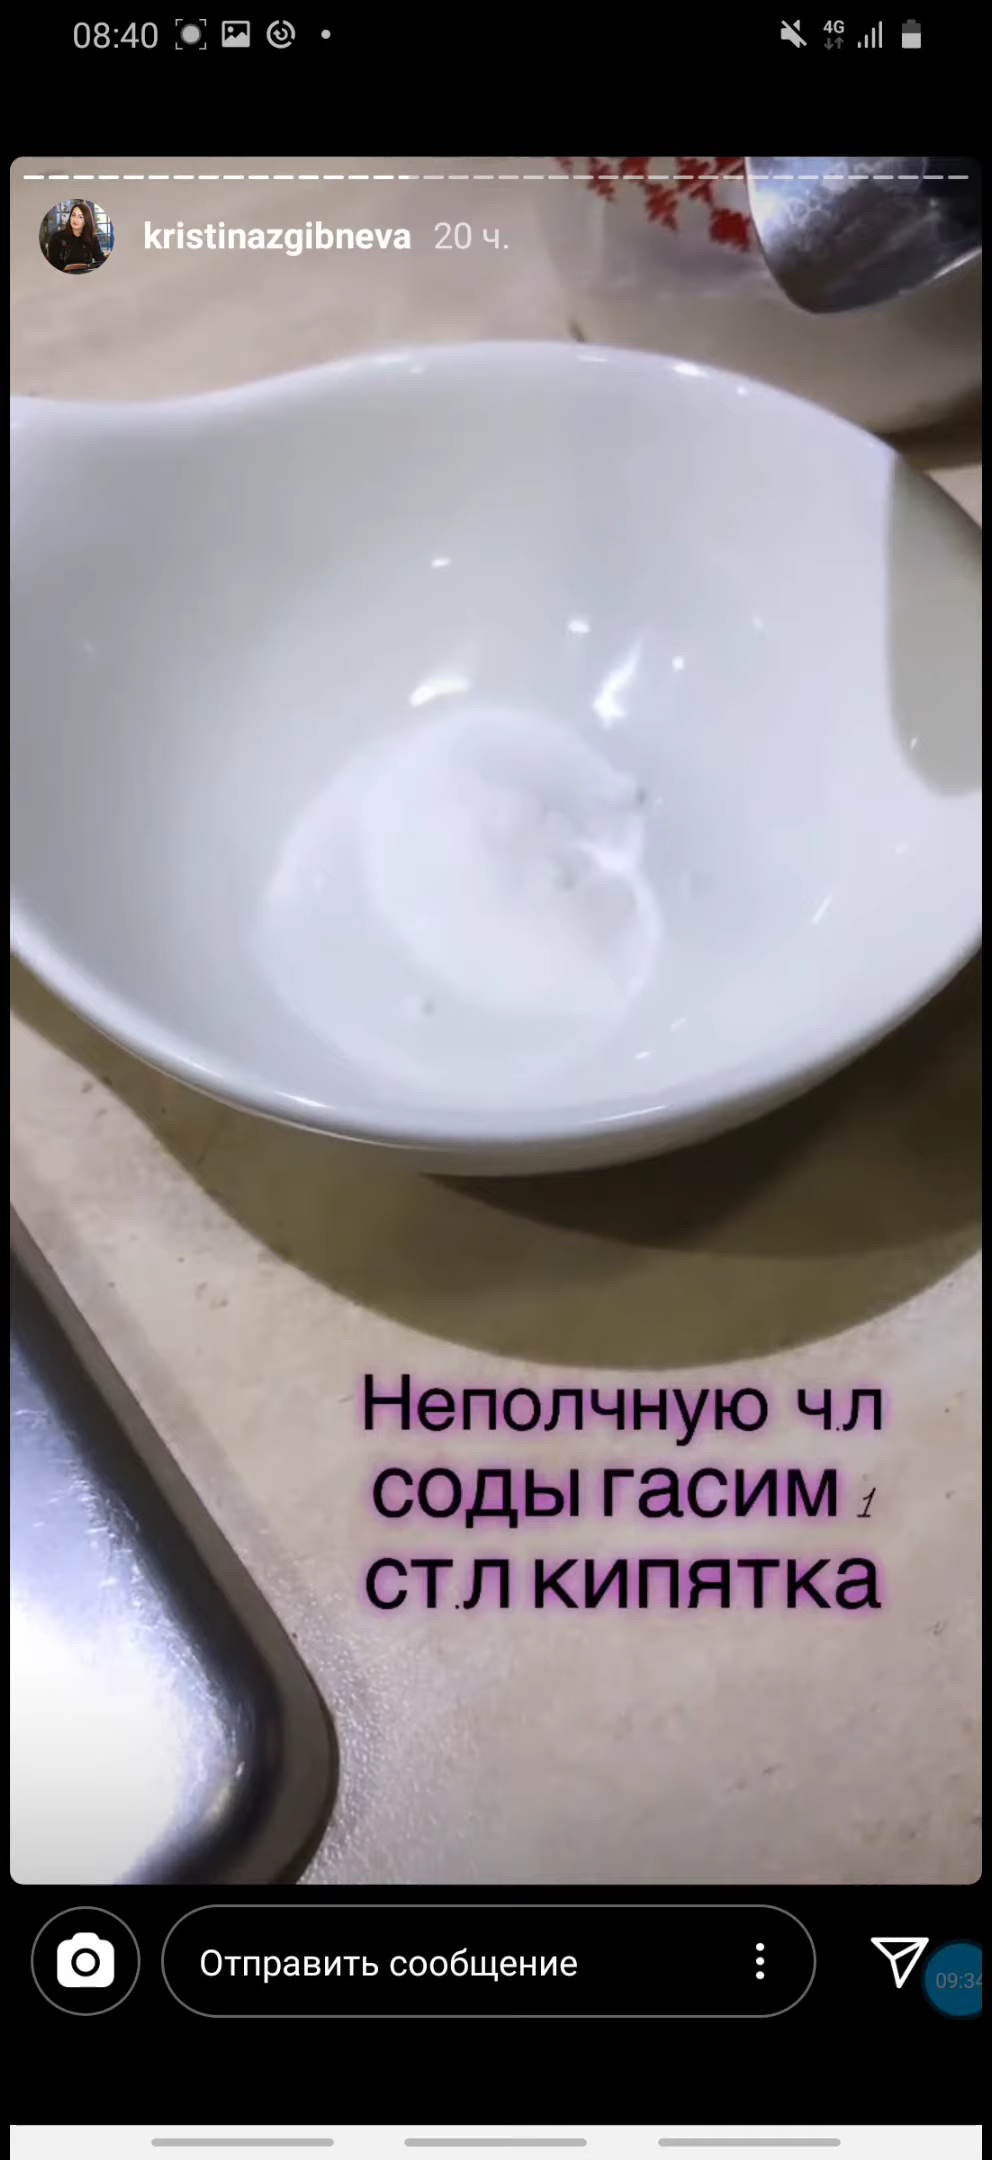 08:40
4G
kristinazgibneva 20 ч.
Неполчную ч.л
соды гасим 1
ст.л кипятка
Отправить сообщение
09:34